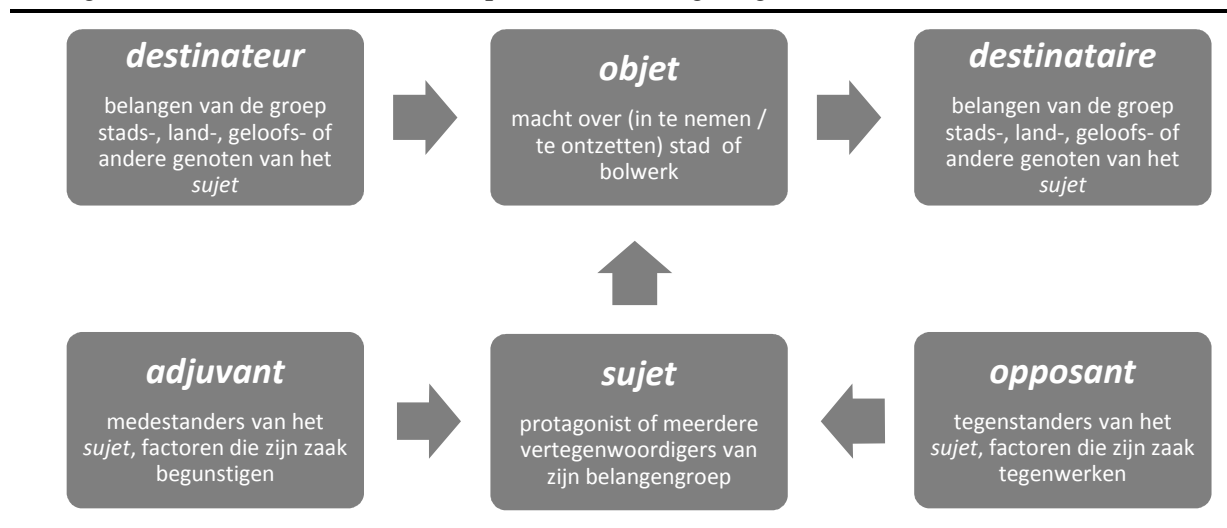 destinateur
belangen van de groep
stads-, land-, geloofs- of
andere genoten van het
sujet
objet
macht over (in te nemen /
te ontzetten) stad of
bolwerk
destinataire
belangen van de groep
stads-, land-, geloofs- of
andere genoten van het
sujet
adjuvant
medestanders van het
sujet, factoren die zijn zaak
begunstigen
sujet
protagonist of meerdere
vertegenwoordigers van
zijn belangengroep
opposant
tegenstanders van het
sujet, factoren die zijn zaak
tegenwerken